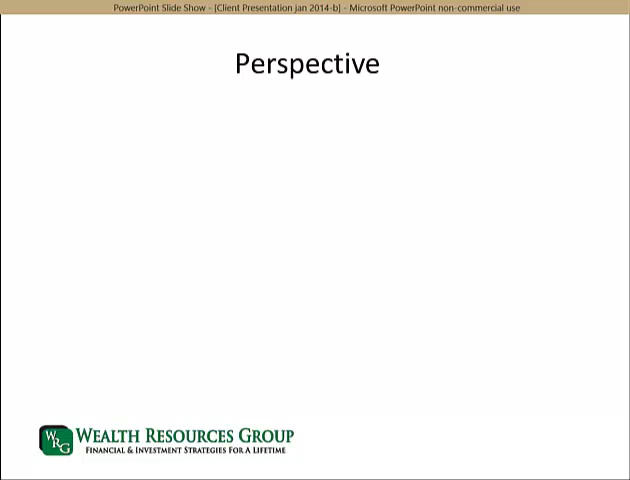 PowerPoint Slide Show - [Client Presentation jan 2014-b] - Microsoft PowerPoint non-commercial use
Perspective
WRG
WEALTH RESOURCES GROUP
FINANCIAL & INVESTMENT STRATEGIES FOR A LIFETIME